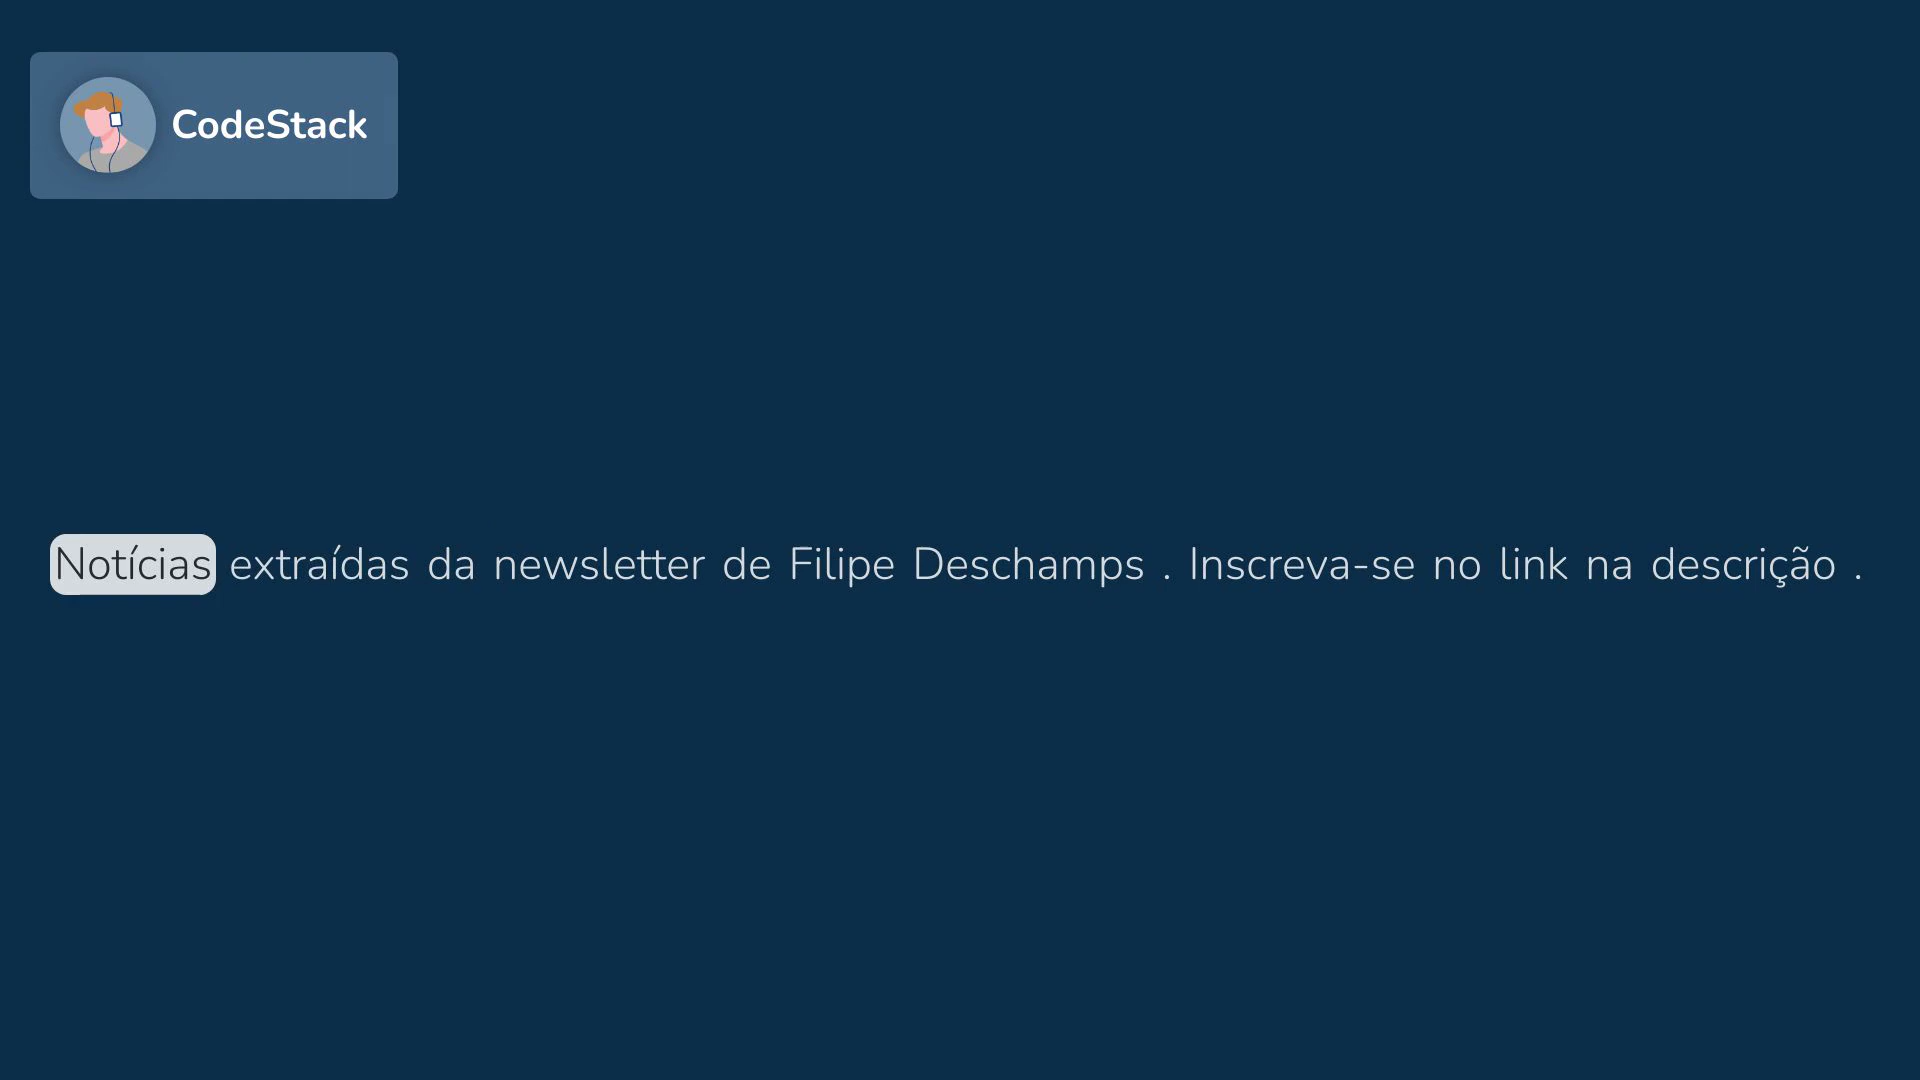 CodeStack
Notícias extraídas da newsletter de Filipe Deschamps . Inscreva-se no link na descrição .